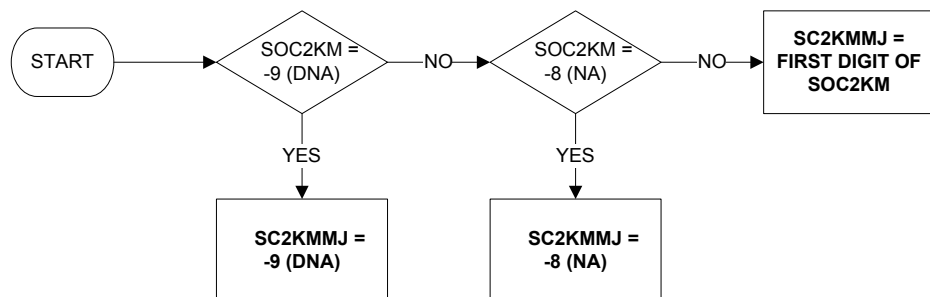 START
SOC2KM =
-9 (DNA)
NO
SOC2KM =
-8 (NA)
NO
SC2KMMJ =
FIRST DIGIT OF
SOC2KM
YES
YES
SC2KMMJ =
-9 (DNA)
SC2KMMJ =
-8 (NA)